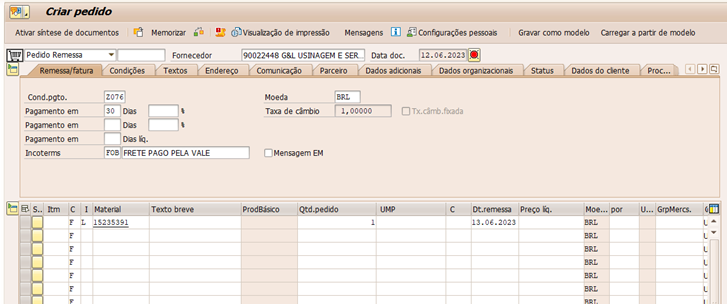 Criar pedido
Ativar síntese de documentos Memorizar Visualização de impressão Mensagens Configurações pessoais Gravar como modelo Carregar a partir de modelo
Pedido Remessa Fornecedor 90022448 G&L USINAGEM E SER... Data doc. 12.06.2023
Remessa/fatura Condições Textos Endereço Comunicação Parceiro Dados adicionais Dados organizacionais Status Dados do cliente Proc...
Cond.pgto. Z076 Moeda BRL
Pagamento em 30 Dias % Taxa de câmbio 1,00000 Tx.câmb.fixada
Pagamento em Dias %
Pagamento em Dias líq.
Incoterms FOB FRETE PAGO PELA VALE Mensagem EM
S... Itm C I Material Texto breve ProdBásico Qtd.pedido UMP C Dt.remessa Preço líq. Moe... por U... GrpMercs.
F L 15235391 1 13.06.2023 BRL
F BRL
F BRL
F BRL
F BRL
F BRL